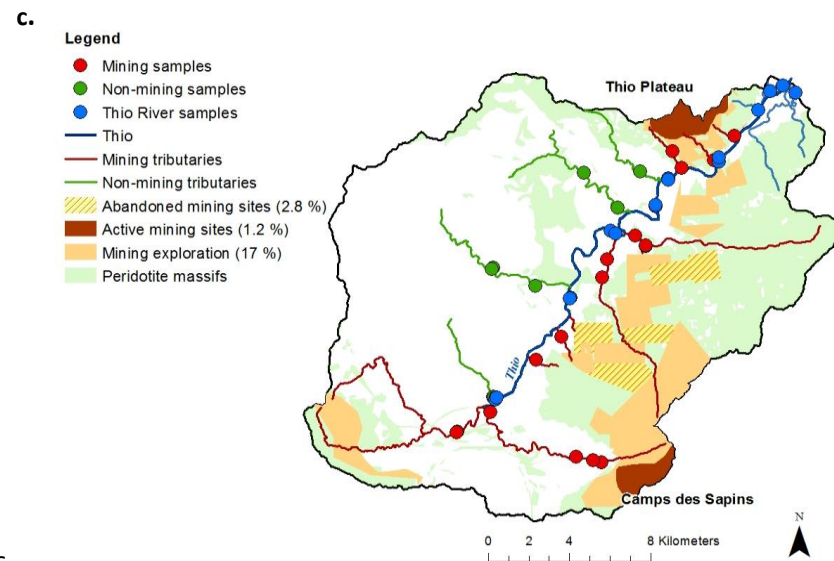 c.
Legend
Mining samples
Non-mining samples
Thio River samples
Thio
Mining tributaries
Non-mining tributaries
Abandoned mining sites (2.8 %)
Active mining sites (1.2 %)
Mining exploration (17 %)
Peridotite massifs
Thio Plateau
Thio
Camps des Sapins
N
0 2 4 8 Kilometers